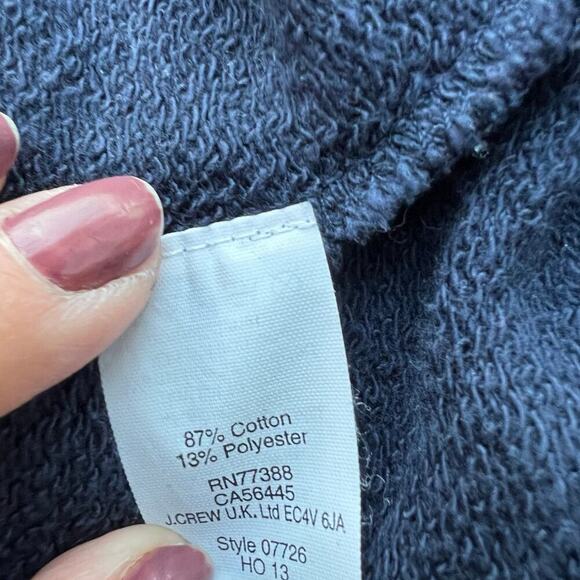 87% Cotton
13% Polyester
RN77388
CA56445
J.CREW U.K. Ltd EC4V 6JA
Style 07726
HO 13